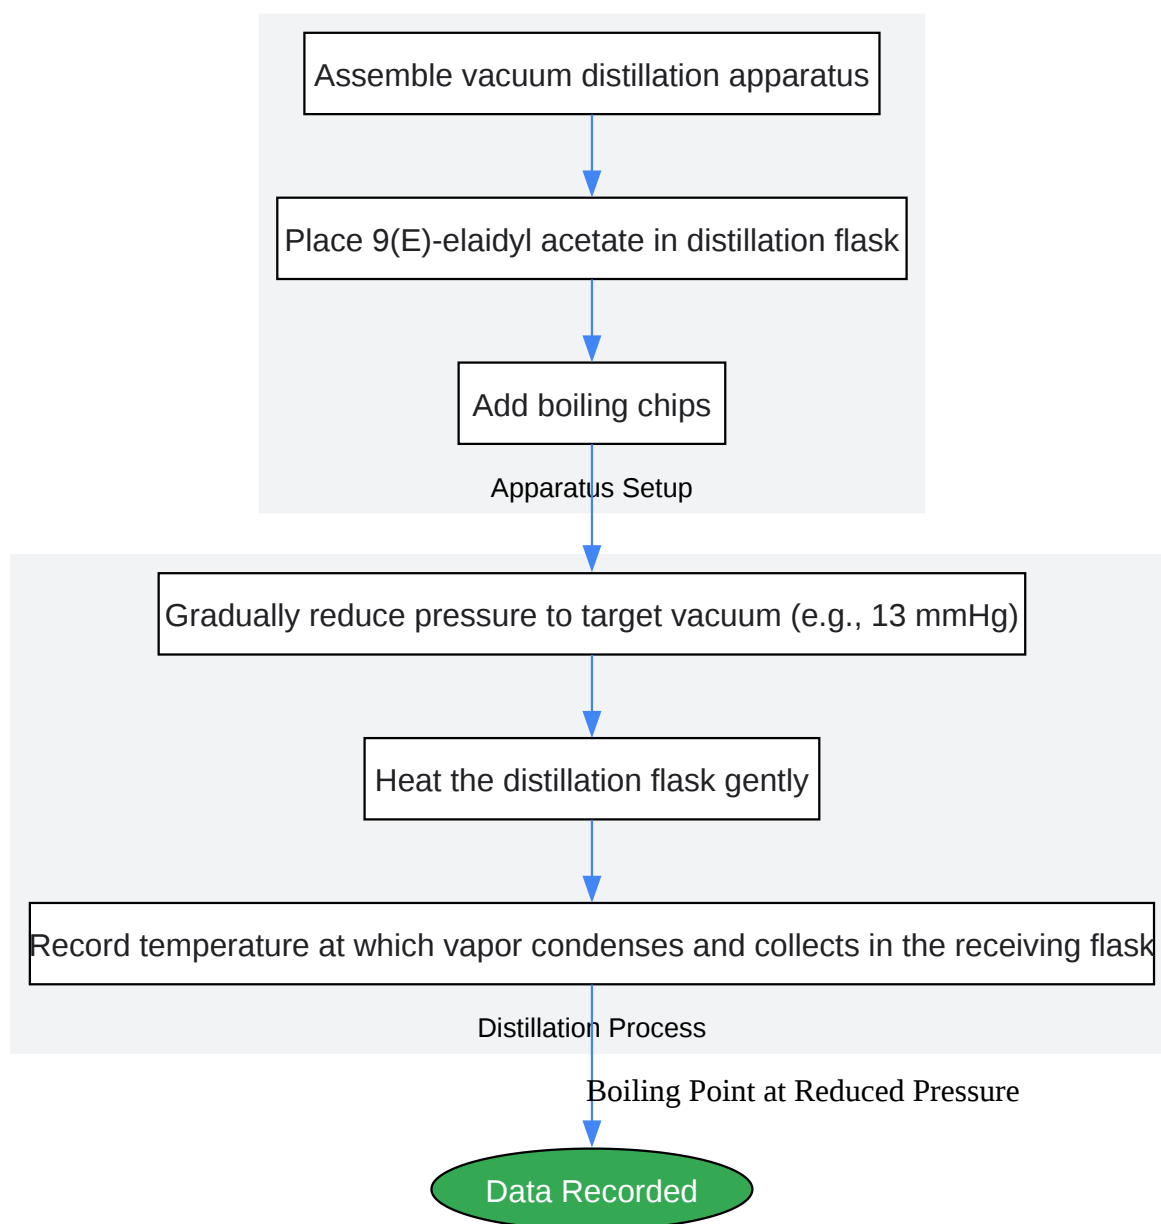 Assemble vacuum distillation apparatus
Place 9(E)-elaidyl acetate in distillation flask
Add boiling chips
Apparatus Setup
Gradually reduce pressure to target vacuum (e.g., 13 mmHg)
Heat the distillation flask gently
Record temperature at which vapor condenses and collects in the receiving flask
Distillation Process
Boiling Point at Reduced Pressure
Data Recorded